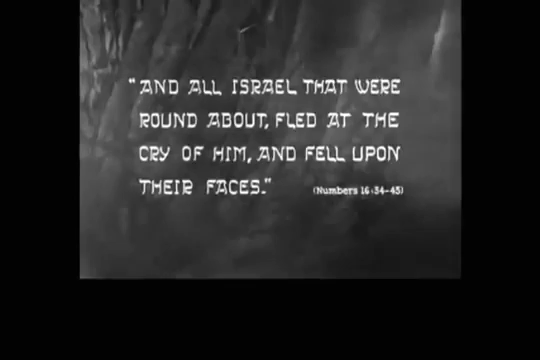 "AND ALL ISRAEL THAT WERE
ROUND ABOUT, FLED AT THE
CRY OF HIM, AND FELL UPON
THEIR FACES."
(Numbers 16:34-45)